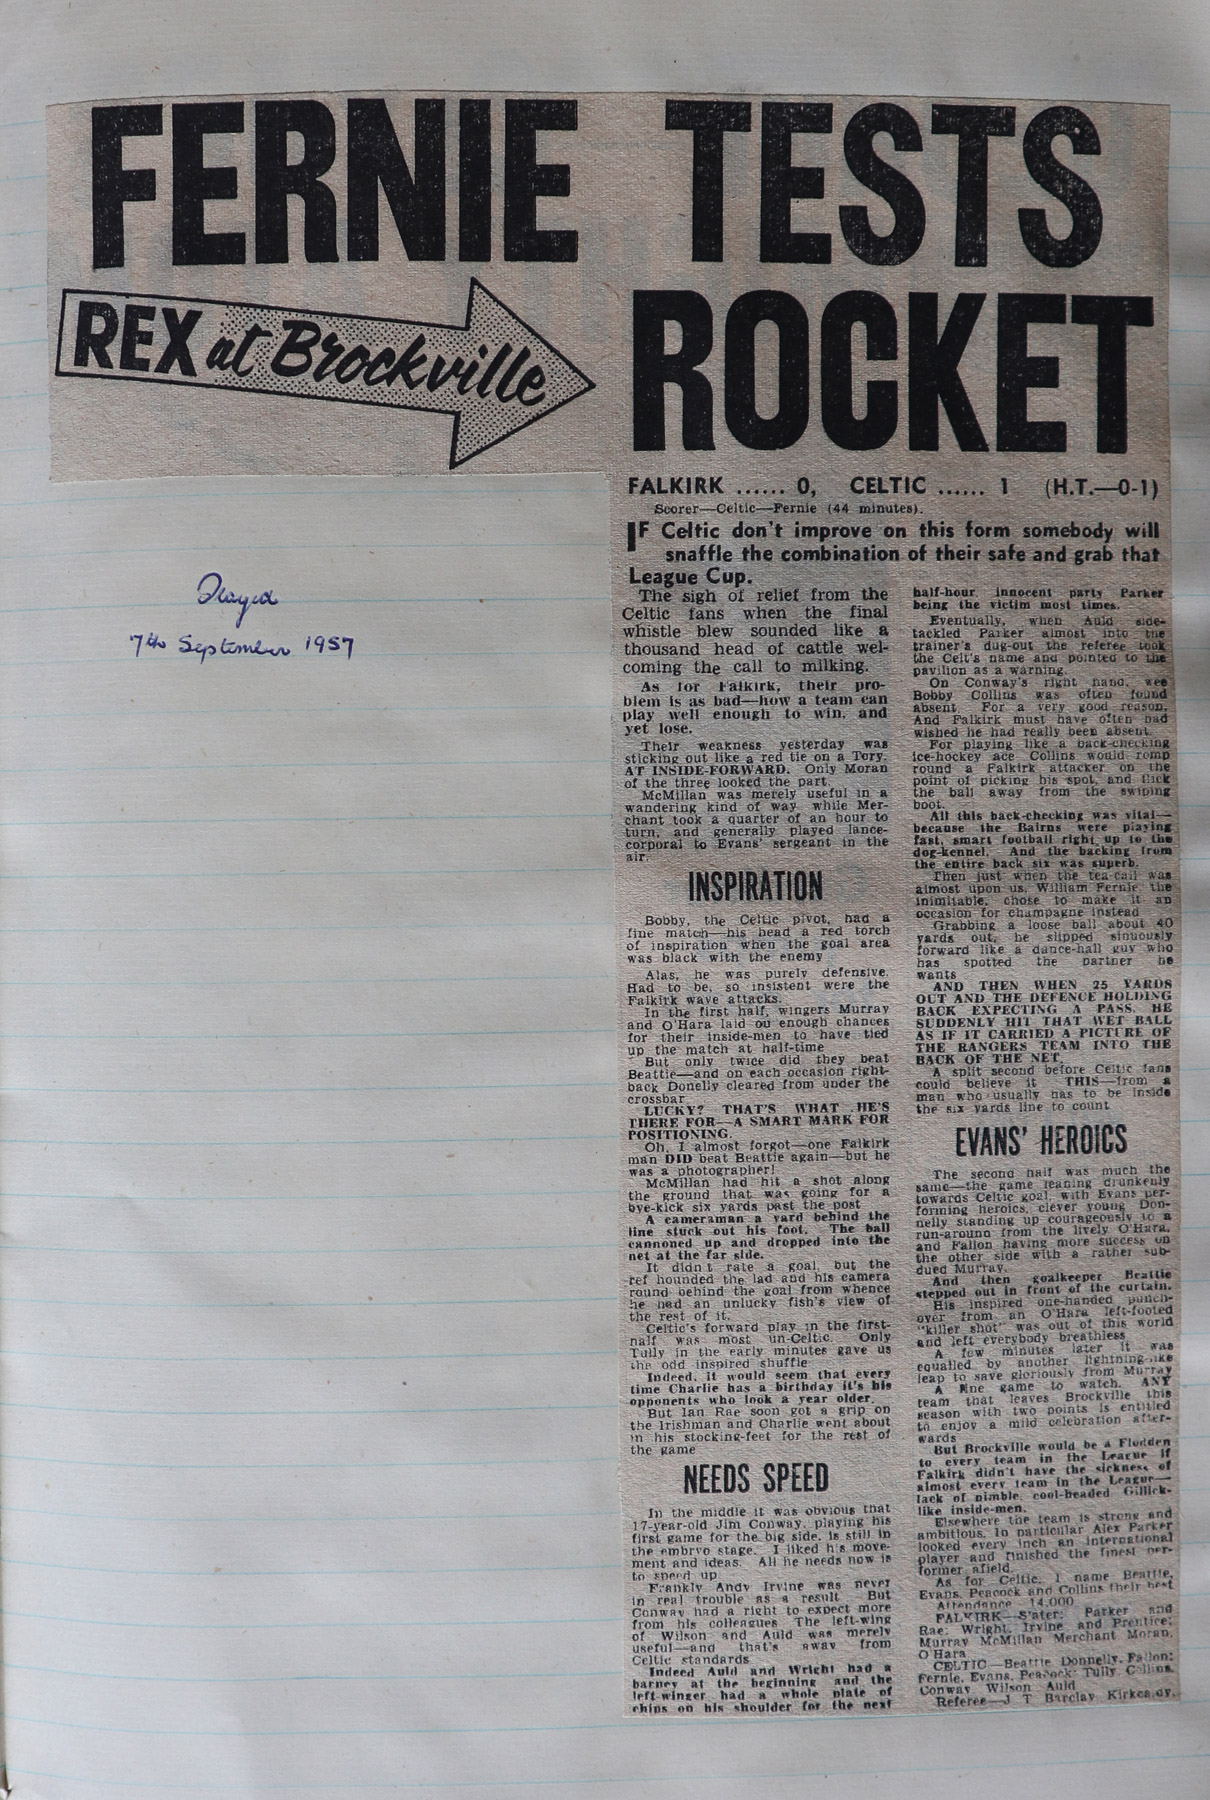 FERNIE TESTS
REX at Brockville
ROCKET
FALKIRK ...... 0, CELTIC ...... 1 (H.T.—0-1)
Scorer—Celtic—Fernie (44 minutes).
IF Celtic don't improve on this form somebody will
snaffle the combination of their safe and grab that
League Cup.
Played
7th September 1957
The sigh of relief from the
Celtic fans when the final
whistle blew sounded like a
thousand head of cattle wel-
coming the call to milking.
As for Falkirk, their pro-
blem is as bad—how a team can
play well enough to win, and
yet lose.
Their weakness yesterday was
sticking out like a red tie on a Tory.
AT INSIDE-FORWARD. Only Moran
of the three looked the part.
McMillan was merely useful in a
wandering kind of way while Mer-
chant took a quarter of an hour to
turn, and generally played lance-
corporal to Evans' sergeant in the
air.
INSPIRATION
Bobby, the Celtic pivot, had a
fine match—his head a red torch
of inspiration when the goal area
was black with the enemy
Alas, he was purely defensive.
Had to be, so insistent were the
Falkirk wave attacks.
In the first half, wingers Murray
and O'Hara laid ou enough chances
for their inside-men to have tied
up the match at half-time
But only twice did they beat
Beattie—and on each occasion right-
back Donelly cleared from under the
crossbar
LUCKY? THAT'S WHAT HE'S
THERE FOR—A SMART MARK FOR
POSITIONING.
Oh, I almost forgot—one Falkirk
man DID beat Beattie again—but he
was a photographer!
McMillan had hit a shot along
the ground that was going for a
bye-kick six yards past the post
A cameraman a yard behind the
line stuck out his foot. The ball
cannoned up and dropped into the
net at the far side.
It didn't rate a goal, but the
ref hounded the lad and his camera
round behind the goal from whence
he had an unlucky fish's view of
the rest of it.
Celtic's forward play in the first-
half was most un-Celtic. Only
Tully in the early minutes gave us
the odd inspired shuffle
Indeed, it would seem that every
time Charlie has a birthday it's his
opponents who look a year older.
But Ian Rae soon got a grip on
the Irishman and Charlie went about
in his stocking-feet for the rest of
the game
NEEDS SPEED
In the middle it was obvious that
17-year-old Jim Conway, playing his
first game for the big side, is still in
the embryo stage. I liked his move-
ment and ideas. All he needs now is
to speed up
Frankly Andy Irvine was never
in real trouble as a result But
Conway had a right to expect more
from his colleagues The left-wing
of Wilson and Auld was merely
useful—and that's away from
Celtic standards
Indeed Auld and Wright had a
barney at the beginning and the
left-winger had a whole plate of
chips on his shoulder for the next
half-hour, innocent party Parker
being the victim most times.
Eventually, when Auld side-
tackled Parker almost into the
trainer's dug-out the referee took
the Celt's name and pointed to the
pavilion as a warning.
On Conway's right hand, wee
Bobby Collins was often found
absent. For a very good reason.
And Falkirk must have often had
wished he had really been absent.
For playing like a back-checking
ice-hockey ace Collins would romp
round a Falkirk attacker on the
point of picking his spot, and flick
the ball away from the swiping
boot.
All this back-checking was vital—
because the Bairns were playing
fast, smart football right up to the
dog-kennel. And the backing from
the entire back six was superb.
Then just when the tea-call was
almost upon us, William Fernie, the
inimitable, chose to make it an
occasion for champagne instead
Grabbing a loose ball about 40
yards out, he slipped sinuously
forward like a dance-hall guy who
has spotted the partner he
wants
AND THEN WHEN 25 YARDS
OUT AND THE DEFENCE HOLDING
BACK EXPECTING A PASS, HE
SUDDENLY HIT THAT WET BALL
AS IF IT CARRIED A PICTURE OF
THE RANGERS TEAM INTO THE
BACK OF THE NET.
A split second before Celtic fans
could believe it THIS—from a
man who usually has to be inside
the six yards line to count
EVANS' HEROICS
The second half was much the
same—the game leaning drunkenly
towards Celtic goal, with Evans per-
forming heroics, clever young Don-
nelly standing up courageously to a
run-around from the lively O'Hara,
and Fallon having more success on
the other side with a rather sub-
dued Murray.
And then goalkeeper Beattie
stepped out in front of the curtain.
His inspired one-handed punch-
over from an O'Hara left-footed
"killer shot" was out of this world
and left everybody breathless
A few minutes later it was
equalled by another lightning-like
leap to save gloriously from Murray
A fine game to watch. ANY
team that leaves Brockville this
season with two points is entitled
to enjoy a mild celebration after-
wards
But Brockville would be a Flodden
to every team in the League if
Falkirk didn't have the sickness of
almost every team in the League—
lack of nimble, cool-headed Gillick-
like inside-men.
Elsewhere the team is strong and
ambitious. In particular Alex Parker
looked every inch an international
player and finished the finest per-
former afield.
As for Celtic, I name Beattie,
Evans, Peacock and Collins their best
Attendance 14,000
FALKIRK—Slater; Parker and
Rae; Wright, Irvine and Prentice;
Murray McMillan Merchant Moran,
O'Hara
CELTIC—Beattie Donnelly, Fallon;
Fernie, Evans, Peacock; Tully Collins,
Conway Wilson Auld
Referee—J T Barclay Kirkcaldy.